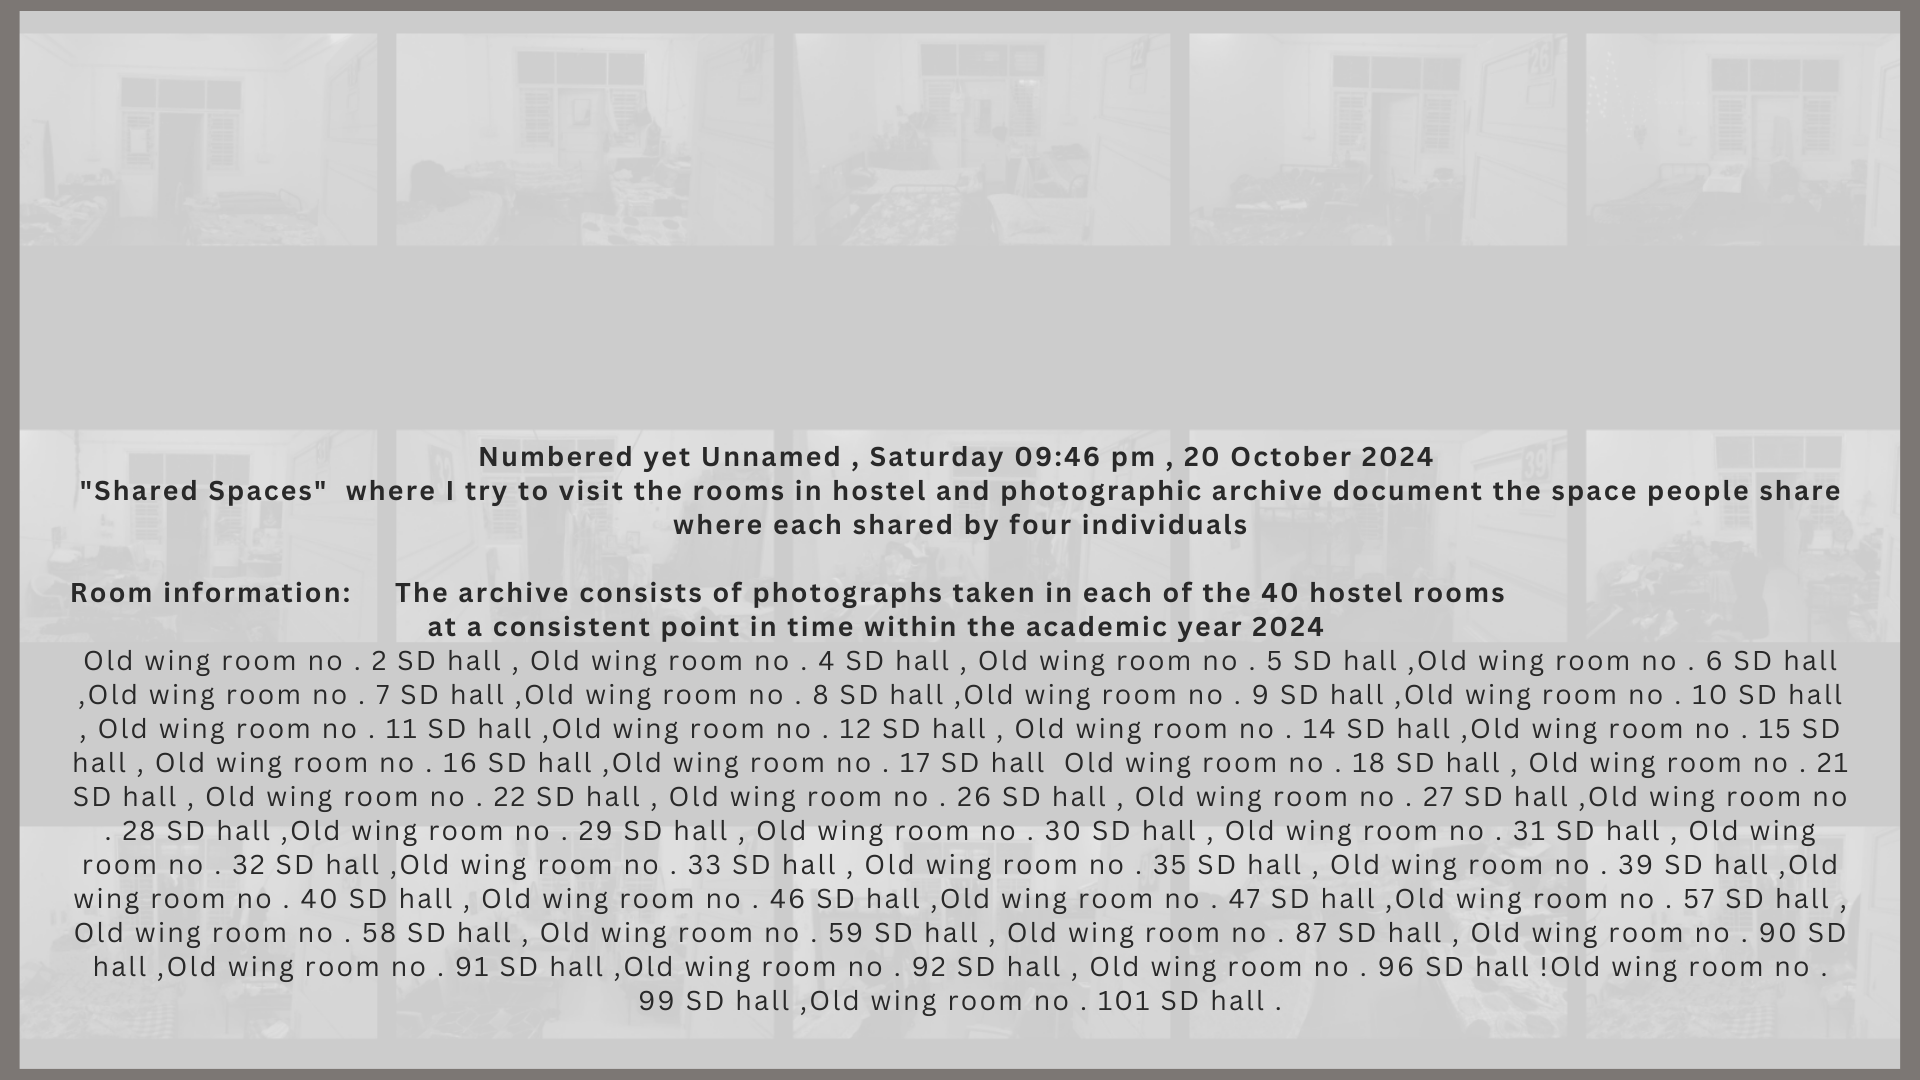 Numbered yet Unnamed , Saturday 09:46 pm , 20 October 2024
"Shared Spaces"  where I try to visit the rooms in hostel and photographic archive document the space people share
where each shared by four individuals
Room information:    The archive consists of photographs taken in each of the 40 hostel rooms
at a consistent point in time within the academic year 2024
Old wing room no . 2 SD hall , Old wing room no . 4 SD hall , Old wing room no . 5 SD hall ,Old wing room no . 6 SD hall
,Old wing room no . 7 SD hall ,Old wing room no . 8 SD hall ,Old wing room no . 9 SD hall ,Old wing room no . 10 SD hall
, Old wing room no . 11 SD hall ,Old wing room no . 12 SD hall , Old wing room no . 14 SD hall ,Old wing room no . 15 SD
hall , Old wing room no . 16 SD hall ,Old wing room no . 17 SD hall  Old wing room no . 18 SD hall , Old wing room no . 21
SD hall , Old wing room no . 22 SD hall , Old wing room no . 26 SD hall , Old wing room no . 27 SD hall ,Old wing room no
. 28 SD hall ,Old wing room no . 29 SD hall , Old wing room no . 30 SD hall , Old wing room no . 31 SD hall , Old wing
room no . 32 SD hall ,Old wing room no . 33 SD hall , Old wing room no . 35 SD hall , Old wing room no . 39 SD hall ,Old
wing room no . 40 SD hall , Old wing room no . 46 SD hall ,Old wing room no . 47 SD hall ,Old wing room no . 57 SD hall ,
Old wing room no . 58 SD hall , Old wing room no . 59 SD hall , Old wing room no . 87 SD hall , Old wing room no . 90 SD
hall ,Old wing room no . 91 SD hall ,Old wing room no . 92 SD hall , Old wing room no . 96 SD hall !Old wing room no .
99 SD hall ,Old wing room no . 101 SD hall .